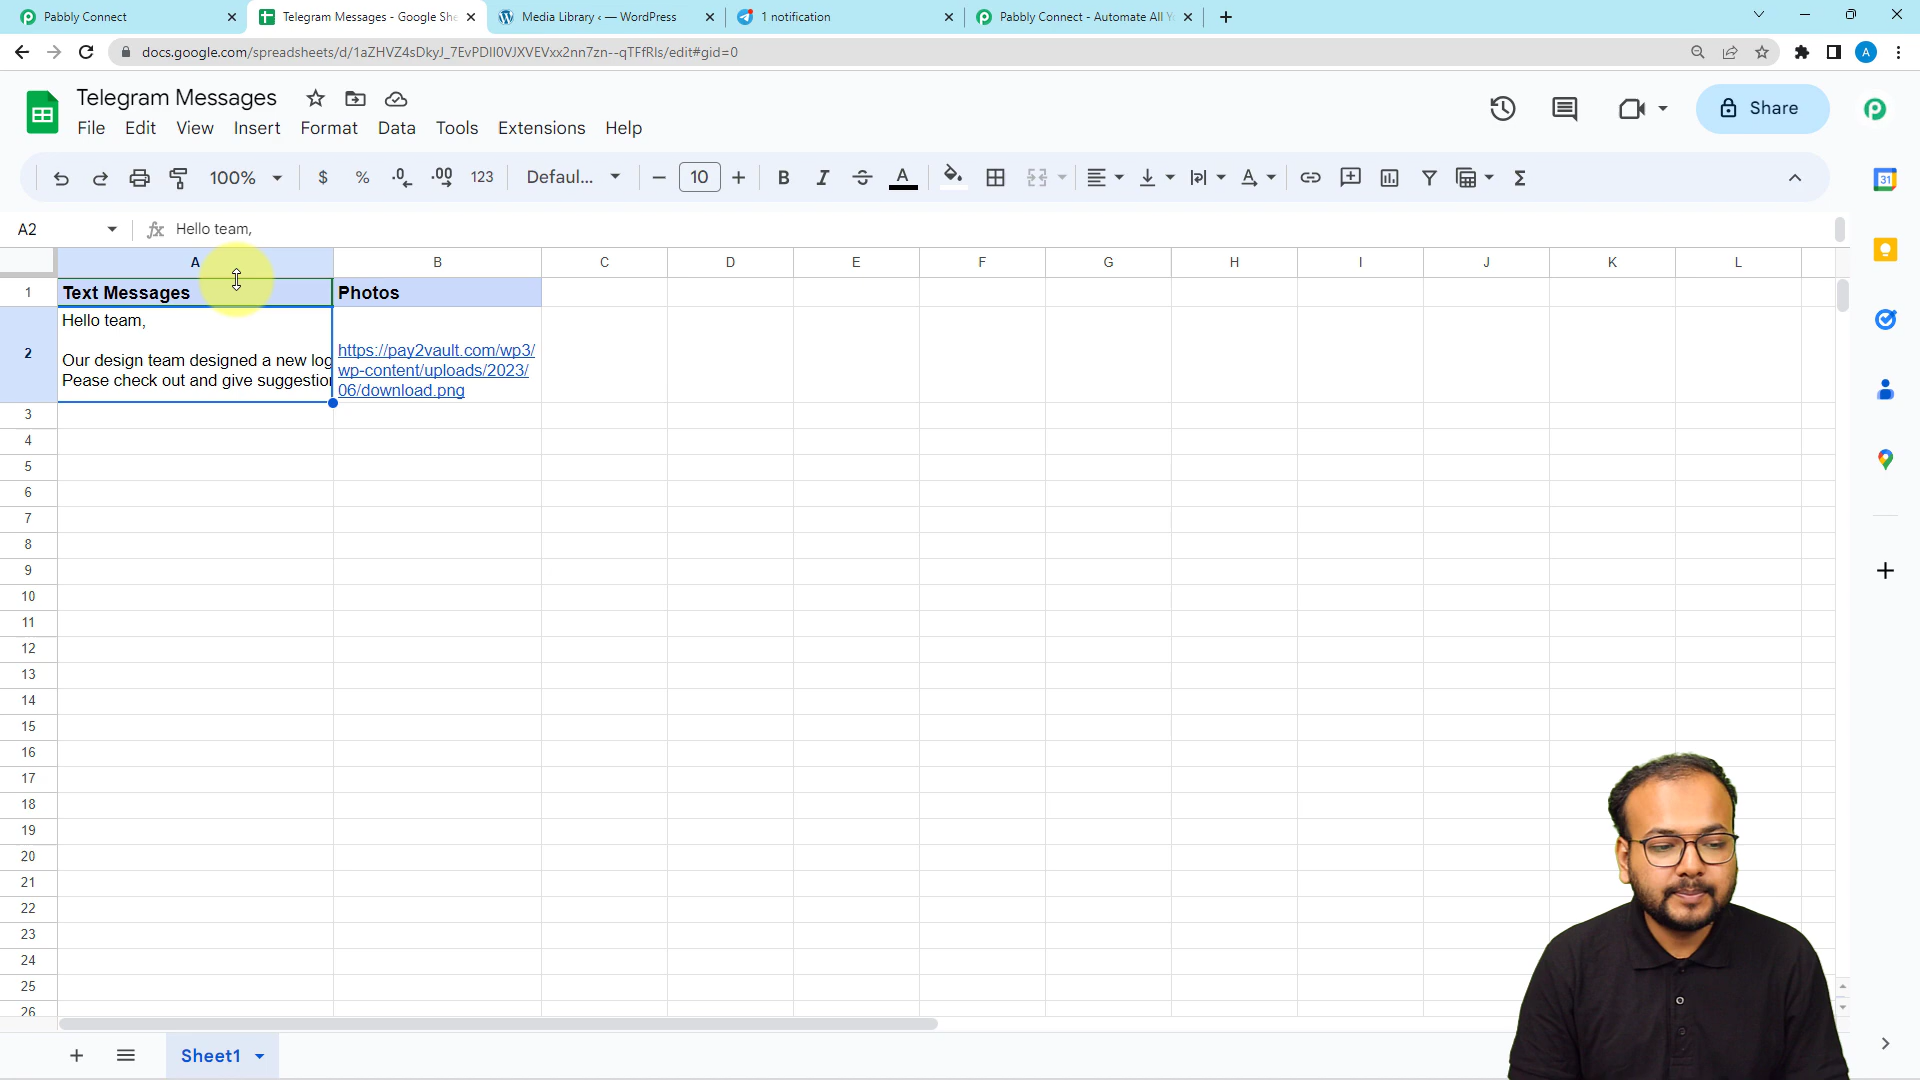 Pabbly Connect
Telegram Messages - Google She
Media Library ‹ — WordPress
1 notification
Pabbly Connect - Automate All Y
docs.google.com/spreadsheets/d/1aZHVZ4sDkyJ_7EvPDII0VJXVEVxx2nn7zn--qTFfRIs/edit#gid=0
A
Telegram Messages
File Edit View Insert Format Data Tools Extensions Help
Share
100% $ % .0 .00 123 Defaul... 10 B I S A
31
A2 fx Hello team,
A B C D E F G H I J K L
1 Text Messages Photos
2
Hello team,
Our design team designed a new log
Pease check out and give suggestion
https://pay2vault.com/wp3/
wp-content/uploads/2023/
06/download.png
3
4
5
6
7
8
9
10
11
12
13
14
15
16
17
18
19
20
21
22
23
24
25
26
Sheet1